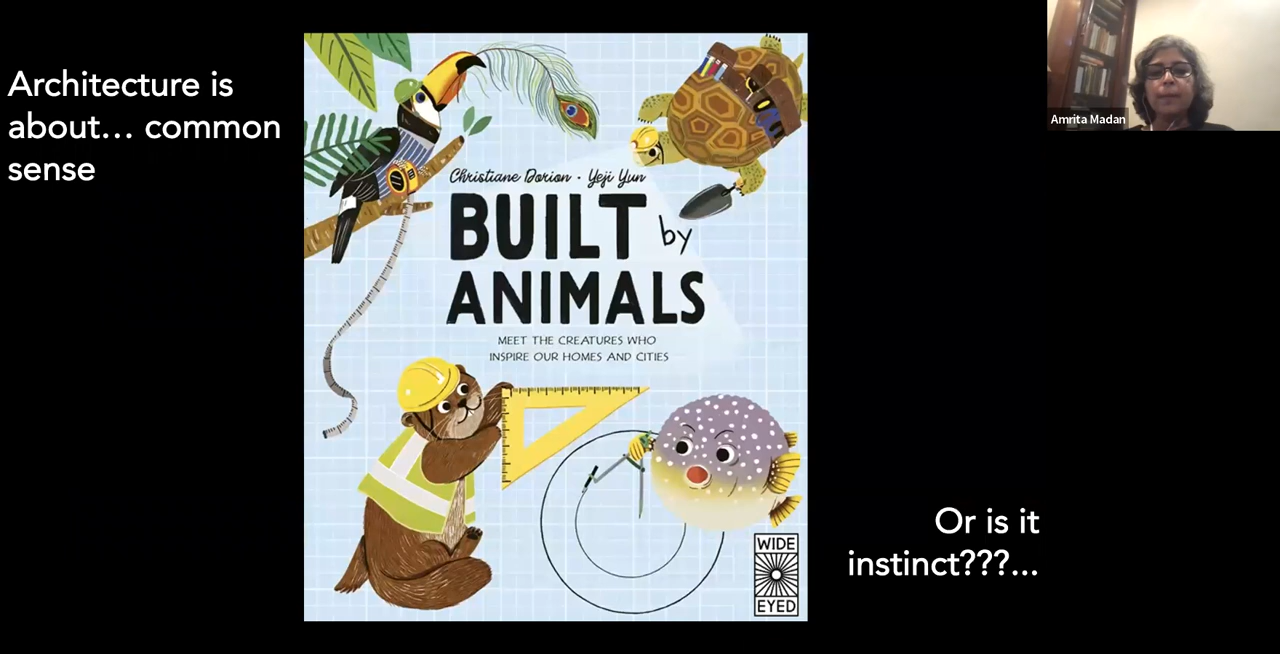 Architecture is
about... common
sense
Amrita Madan
Christiane Dorion · Yeji Yun
BUILT by
ANIMALS
MEET THE CREATURES WHO
INSPIRE OUR HOMES AND CITIES
Or is it
instinct???...
WIDE
EYED